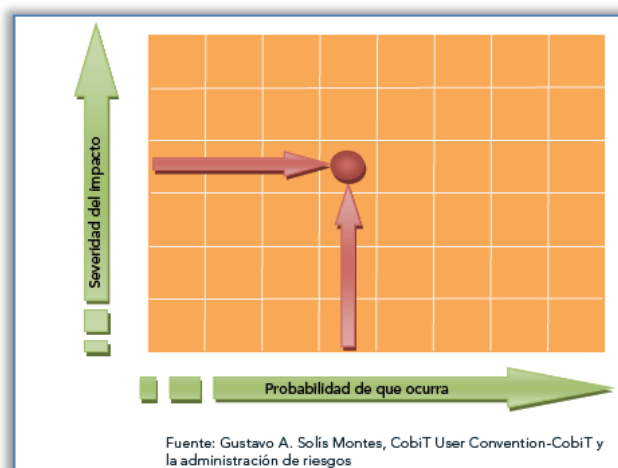 Severidad del impacto
Probabilidad de que ocurra
Fuente: Gustavo A. Solís Montes, CobiT User Convention-CobiT y
la administración de riesgos